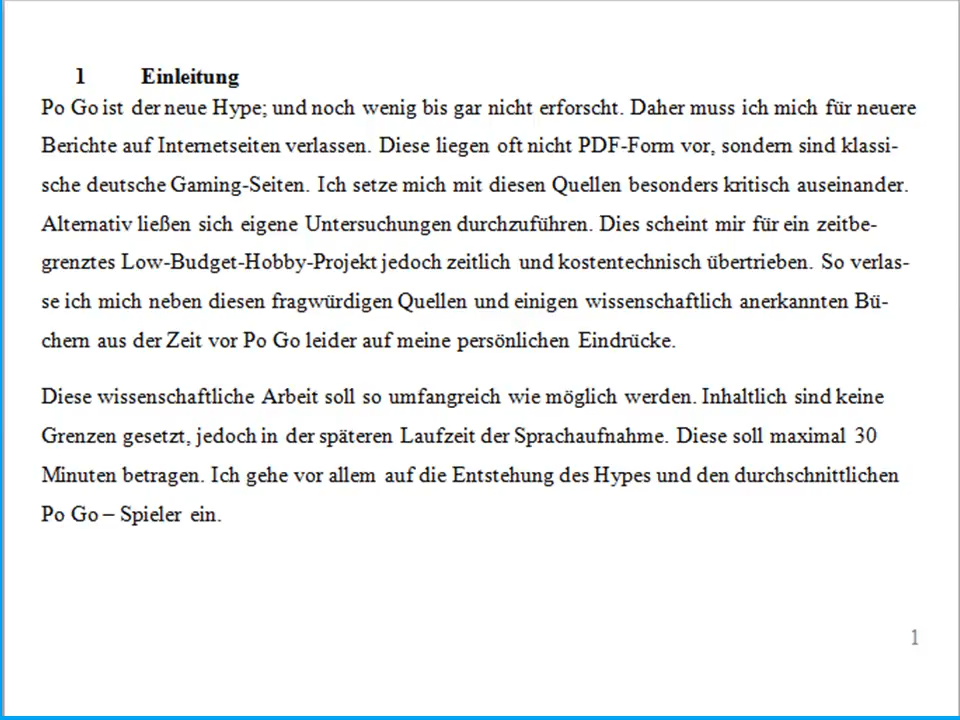 1 Einleitung
Po Go ist der neue Hype; und noch wenig bis gar nicht erforscht. Daher muss ich mich für neuere
Berichte auf Internetseiten verlassen. Diese liegen oft nicht PDF-Form vor, sondern sind klassi-
sche deutsche Gaming-Seiten. Ich setze mich mit diesen Quellen besonders kritisch auseinander.
Alternativ ließen sich eigene Untersuchungen durchzuführen. Dies scheint mir für ein zeitbe-
grenztes Low-Budget-Hobby-Projekt jedoch zeitlich und kostentechnisch übertrieben. So verlas-
se ich mich neben diesen fragwürdigen Quellen und einigen wissenschaftlich anerkannten Bü-
chern aus der Zeit vor Po Go leider auf meine persönlichen Eindrücke.
Diese wissenschaftliche Arbeit soll so umfangreich wie möglich werden. Inhaltlich sind keine
Grenzen gesetzt, jedoch in der späteren Laufzeit der Sprachaufnahme. Diese soll maximal 30
Minuten betragen. Ich gehe vor allem auf die Entstehung des Hypes und den durchschnittlichen
Po Go – Spieler ein.
1